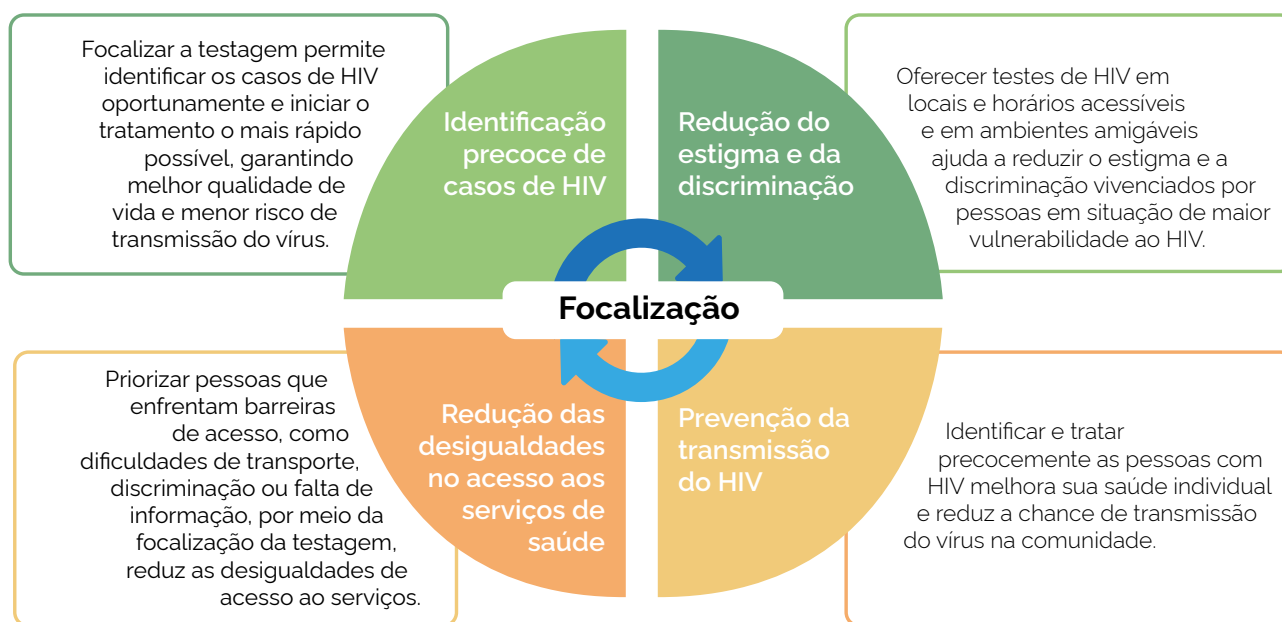 Focalizar a testagem permite
identificar os casos de HIV
oportunamente e iniciar o
tratamento o mais rápido
possível, garantindo
melhor qualidade de
vida e menor risco de
transmissão do vírus.
Identificação
precoce de
casos de HIV
Redução do
estigma e da
discriminação
Oferecer testes de HIV em
locais e horários acessíveis
e em ambientes amigáveis
ajuda a reduzir o estigma e a
discriminação vivenciados por
pessoas em situação de maior
vulnerabilidade ao HIV.
Focalização
Priorizar pessoas que
enfrentam barreiras
de acesso, como
dificuldades de transporte,
discriminação ou falta de
informação, por meio da
focalização da testagem,
reduz as desigualdades de
acesso ao serviços.
Redução das
desigualdades
no acesso aos
serviços de
saúde
Prevenção da
transmissão
do HIV
Identificar e tratar
precocemente as pessoas com
HIV melhora sua saúde individual
e reduz a chance de transmissão
do vírus na comunidade.